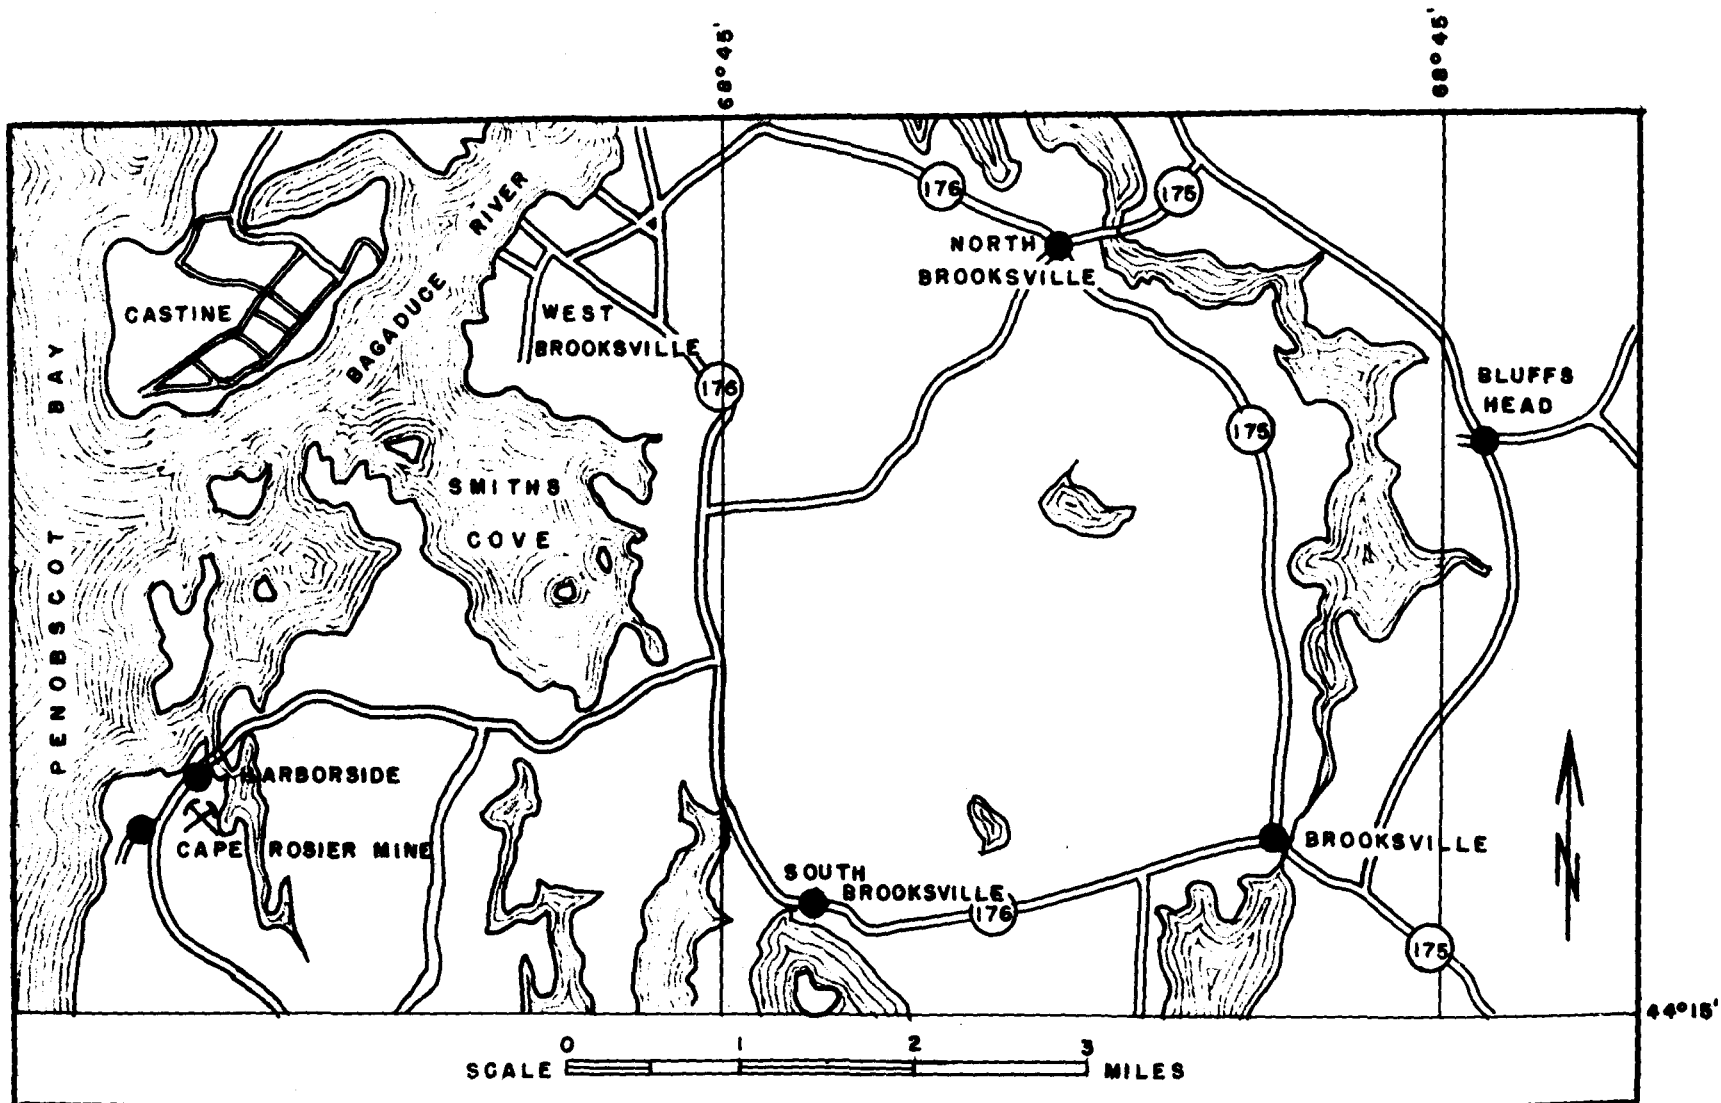 68°45'
68°45'
176
175
RIVER
NORTH
BROOKSVILLE
CASTINE
WEST
BROOKSVILLE
BAGADUCE
PENOBSCOT BAY
176
BLUFFS
HEAD
175
SMITHS
COVE
HARBORSIDE
CAPE ROSIER MINE
BROOKSVILLE
SOUTH
BROOKSVILLE
176
175
N
44°15'
0 1 2 3
SCALE MILES